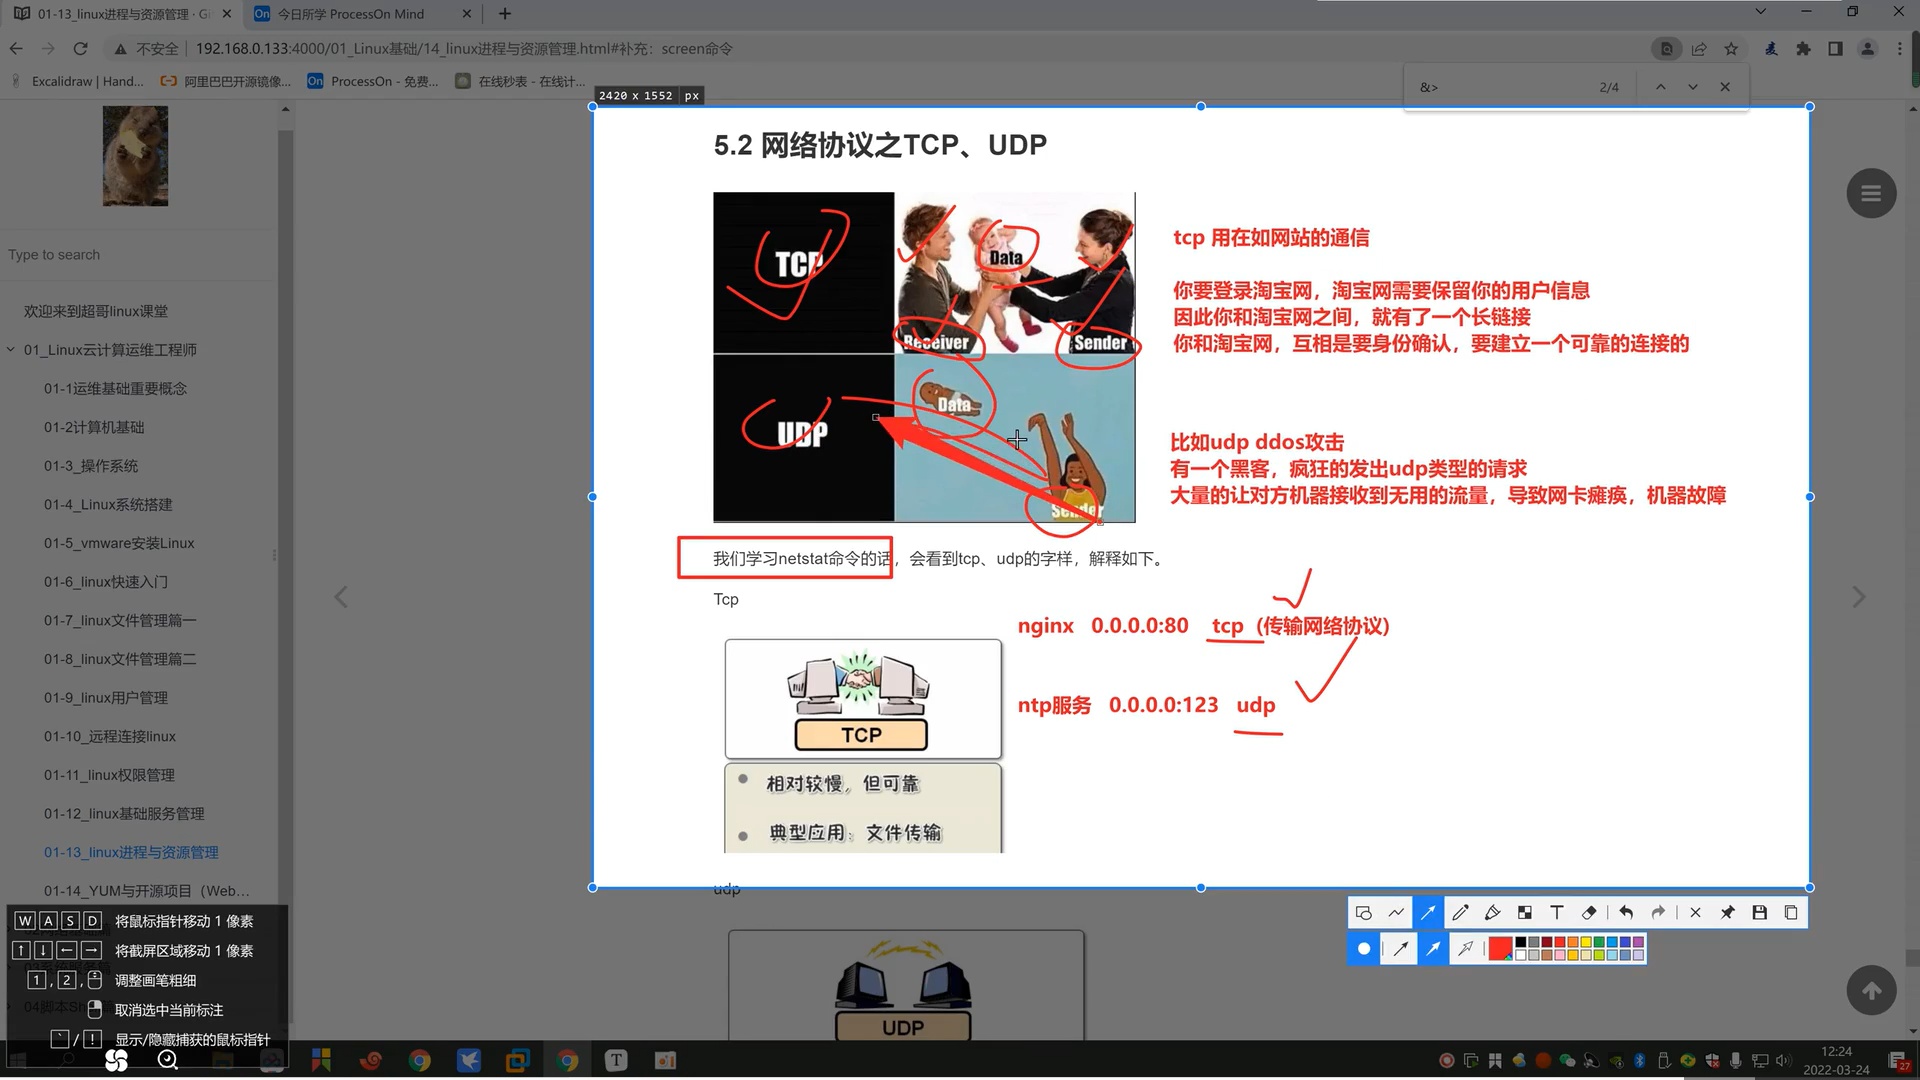 01-13_linux进程与资源管理 · Gi
今日所学 ProcessOn Mind
不安全
192.168.0.133:4000/01_Linux基础/14_linux进程与资源管理.html#补充：screen命令
Excalidraw | Hand...
阿里巴巴开源镜像...
ProcessOn - 免费...
在线秒表 - 在线计...
&>
2/4
2420 x 1552 px
Type to search
欢迎来到超哥linux课堂
01_Linux云计算运维工程师
01-1运维基础重要概念
01-2计算机基础
01-3_操作系统
01-4_Linux系统搭建
01-5_vmware安装Linux
01-6_linux快速入门
01-7_linux文件管理篇一
01-8_linux文件管理篇二
01-9_linux用户管理
01-10_远程连接linux
01-11_linux权限管理
01-12_linux基础服务管理
01-13_linux进程与资源管理
01-14_YUM与开源项目（Web...
5.2 网络协议之TCP、UDP
TCP
Data
Receiver
Sender
UDP
Data
Sender
tcp 用在如网站的通信
你要登录淘宝网，淘宝网需要保留你的用户信息
因此你和淘宝网之间，就有了一个长链接
你和淘宝网，互相是要身份确认，要建立一个可靠的连接的
比如udp ddos攻击
有一个黑客，疯狂的发出udp类型的请求
大量的让对方机器接收到无用的流量，导致网卡瘫痪，机器故障
我们学习netstat命令的话，会看到tcp、udp的字样，解释如下。
Tcp
nginx 0.0.0.0:80 tcp (传输网络协议)
ntp服务 0.0.0.0:123 udp
TCP
相对较慢，但可靠
典型应用：文件传输
udp
UDP
W A S D 将鼠标指针移动 1 像素
↑ ↓ ← → 将截屏区域移动 1 像素
1 , 2 , 调整画笔粗细
取消选中当前标注
` / ! 显示/隐藏捕获的鼠标指针
12:24
2022-03-24
27